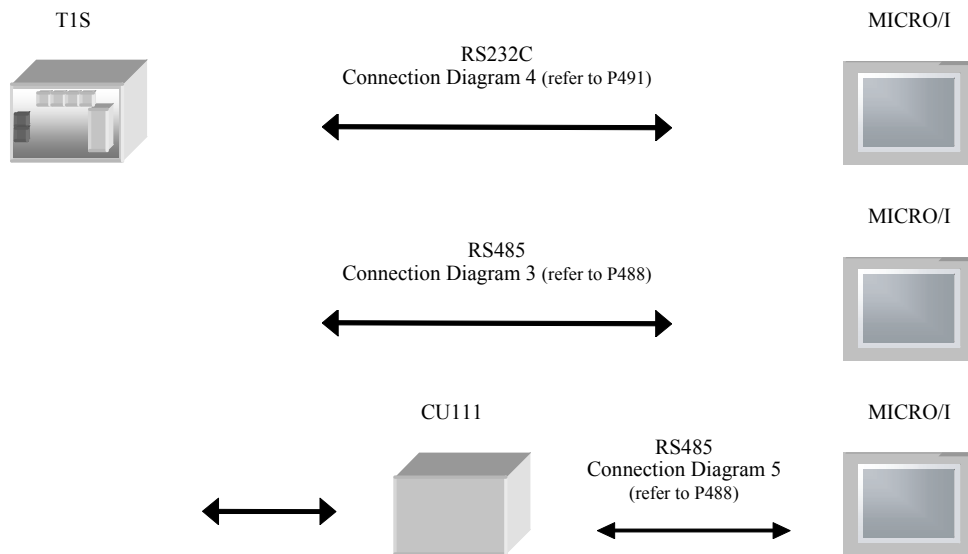 T1S
MICRO/I
RS232C
Connection Diagram 4 (refer to P491)
MICRO/I
RS485
Connection Diagram 3 (refer to P488)
CU111
MICRO/I
RS485
Connection Diagram 5
(refer to P488)